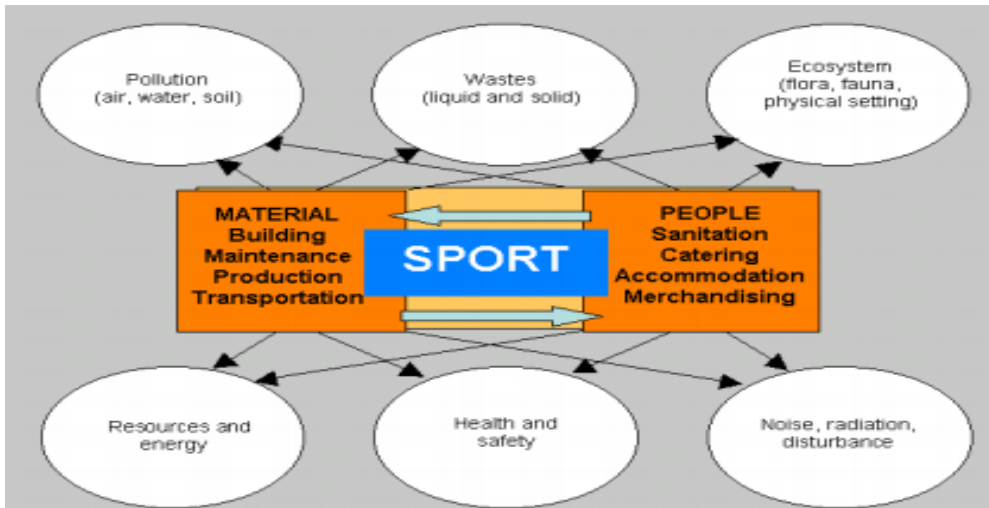 Pollution
(air, water, soil)
Wastes
(liquid and solid)
Ecosystem
(flora, fauna,
physical setting)
MATERIAL
Building
Maintenance
Production
Transportation
SPORT
PEOPLE
Sanitation
Catering
Accommodation
Merchandising
Resources and
energy
Health and
safety
Noise, radiation,
disturbance